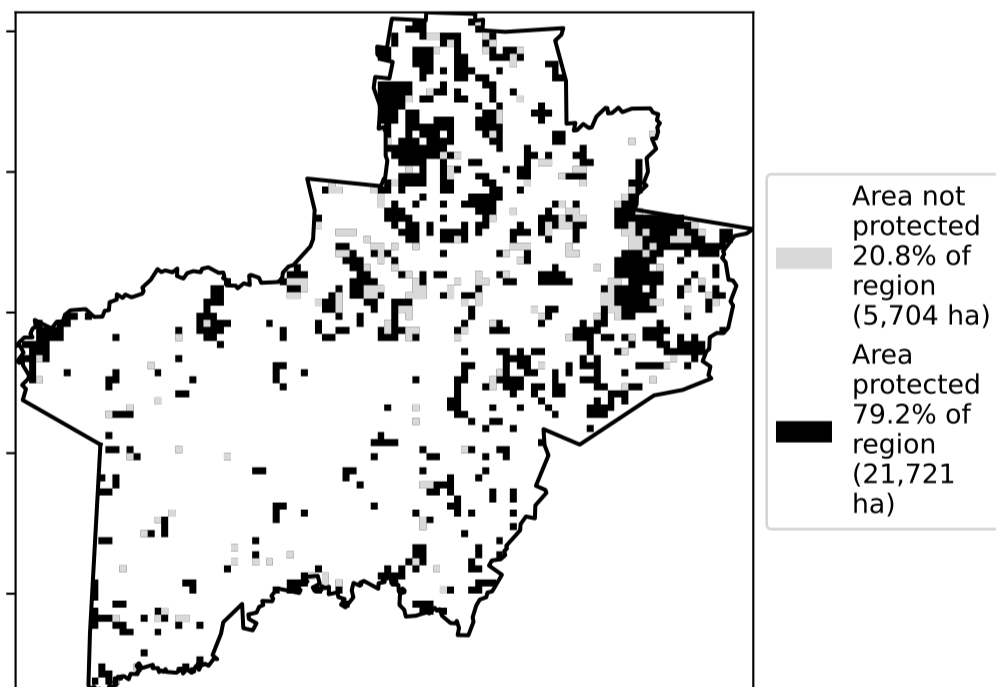 Area not
protected
20.8% of
region
(5,704 ha)
Area
protected
79.2% of
region
(21,721
ha)